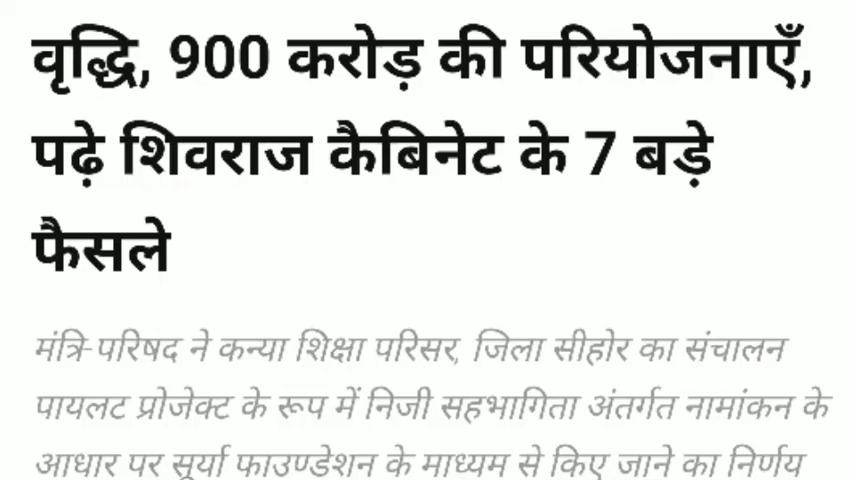 वृद्धि, 900 करोड़ की परियोजनाएँ,
पढ़े शिवराज कैबिनेट के 7 बड़े
फैसले
मंत्रि-परिषद ने कन्या शिक्षा परिसर, जिला सीहोर का संचालन
पायलट प्रोजेक्ट के रूप में निजी सहभागिता अंतर्गत नामांकन के
आधार पर सूर्या फाउण्डेशन के माध्यम से किए जाने का निर्णय